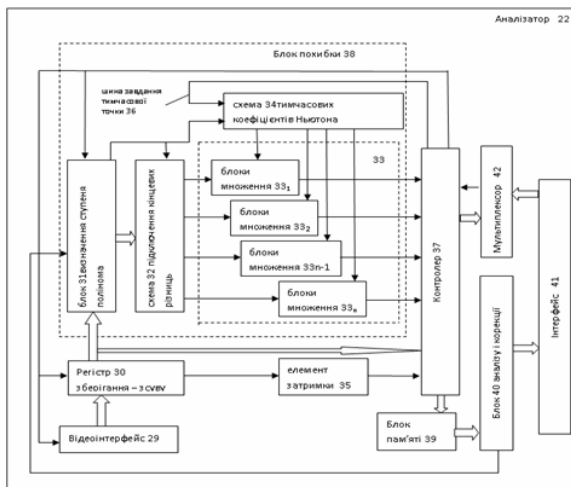 Аналізатор 22
Блок похибки 38
шина завдання
тимчасової
точки 36
схема 34тимчасових
коефіцієнтів Ньютона
33
блок 31визначення ступеня
полінома
схема 32 підключення кінцевих
різниць
блоки
множення 33₁
блоки
множення 33₂
блоки
множення 33n-1
блоки
множення 33ₙ
Контролер 37
Мультиплексор 42
Інтерфейс 41
Блок 40 аналізу і корекції
Регістр 30
зберігання – зсуву
елемент
затримки 35
Відеоінтерфейс 29
Блок
пам'яті 39